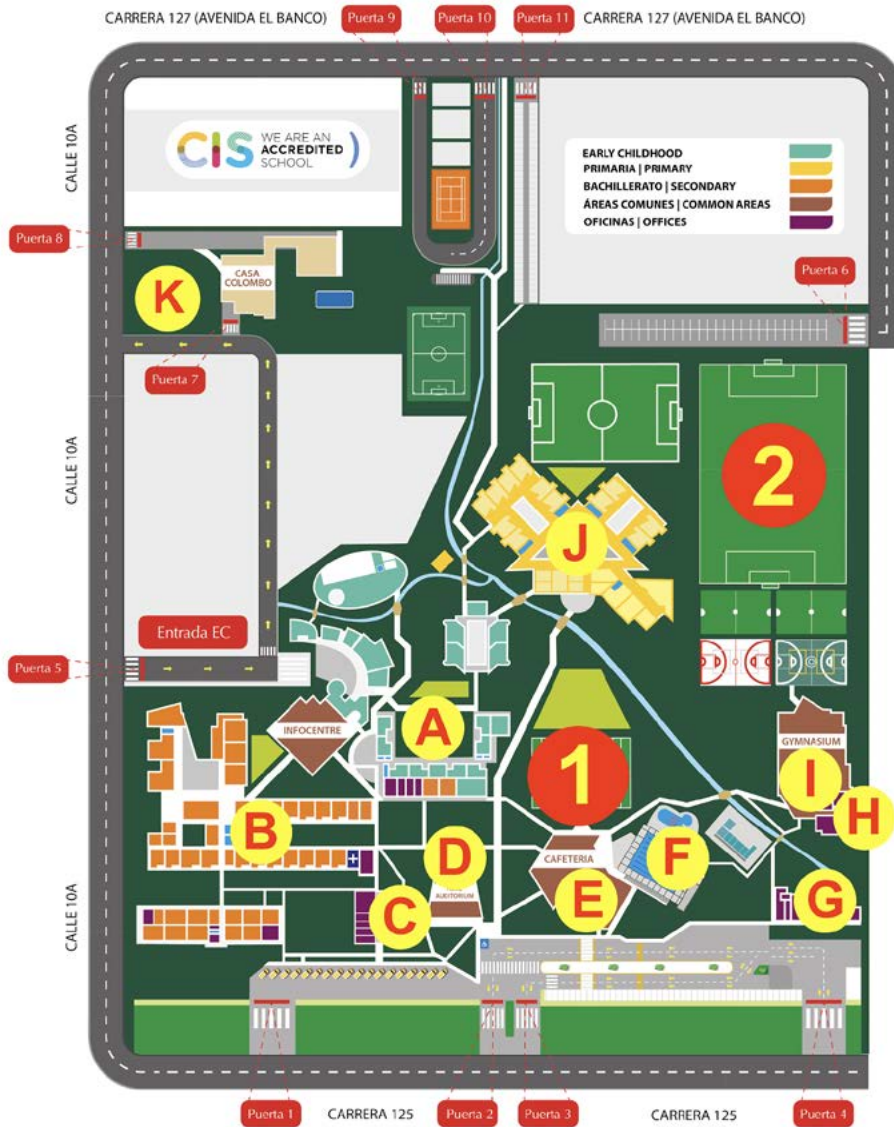 CARRERA 127 (AVENIDA EL BANCO)
Puerta 9
Puerta 10
Puerta 11
CARRERA 127 (AVENIDA EL BANCO)
CALLE 10A
CIS WE ARE AN
ACCREDITED
SCHOOL
EARLY CHILDHOOD
PRIMARIA | PRIMARY
BACHILLERATO | SECONDARY
ÁREAS COMUNES | COMMON AREAS
OFICINAS | OFFICES
Puerta 8
CASA
COLOMBO
K
Puerta 6
Puerta 7
CALLE 10A
2
J
Entrada EC
Puerta 5
INFOCENTRE
A
1
GYMNASIUM
I
H
B
D
AUDITORIUM
CAFETERIA
F
E
C
G
CALLE 10A
Puerta 1
CARRERA 125
Puerta 2
Puerta 3
CARRERA 125
Puerta 4